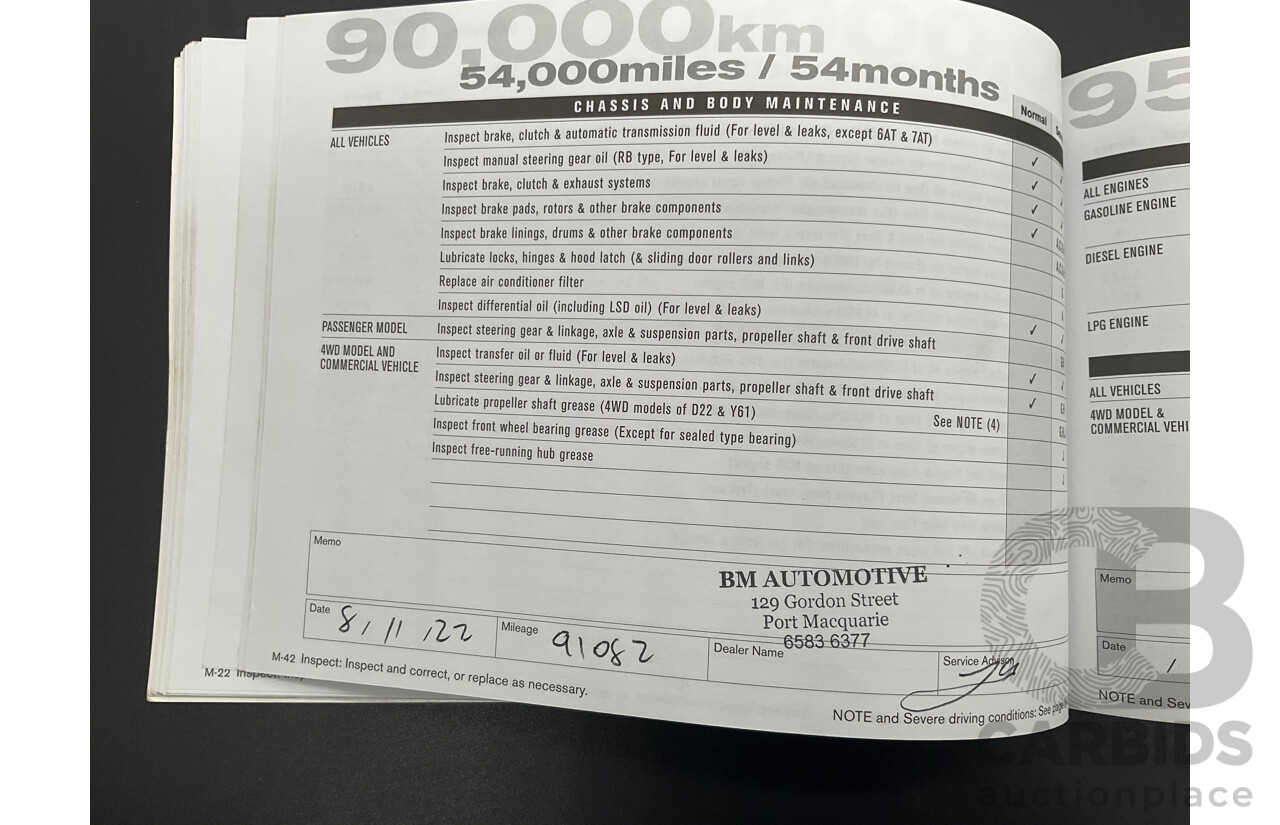 90,000km
54,000miles / 54months
CHASSIS AND BODY MAINTENANCE
Normal
ALL VEHICLES
Inspect brake, clutch & automatic transmission fluid (For level & leaks, except 6AT & 7AT)
Inspect manual steering gear oil (RB type, For level & leaks) ✓
Inspect brake, clutch & exhaust systems ✓
Inspect brake pads, rotors & other brake components ✓
Inspect brake linings, drums & other brake components ✓
Lubricate locks, hinges & hood latch (& sliding door rollers and links)
Replace air conditioner filter
Inspect differential oil (including LSD oil) (For level & leaks)
PASSENGER MODEL
Inspect steering gear & linkage, axle & suspension parts, propeller shaft & front drive shaft ✓
4WD MODEL AND
COMMERCIAL VEHICLE
Inspect transfer oil or fluid (For level & leaks)
Inspect steering gear & linkage, axle & suspension parts, propeller shaft & front drive shaft ✓
Lubricate propeller shaft grease (4WD models of D22 & Y61) See NOTE (4) ✓
Inspect front wheel bearing grease (Except for sealed type bearing)
Inspect free-running hub grease
Memo
BM AUTOMOTIVE
129 Gordon Street
Port Macquarie
6583 6377
Date 8/11/22
Mileage 91082
Dealer Name
Service Advisor
M-42 Inspect: Inspect and correct, or replace as necessary.
NOTE and Severe driving conditions: See page
M-22
95
ALL ENGINES
GASOLINE ENGINE
DIESEL ENGINE
LPG ENGINE
ALL VEHICLES
4WD MODEL &
COMMERCIAL VEHI
Memo
Date /
NOTE and Sev
CARBIDS
auctionplace